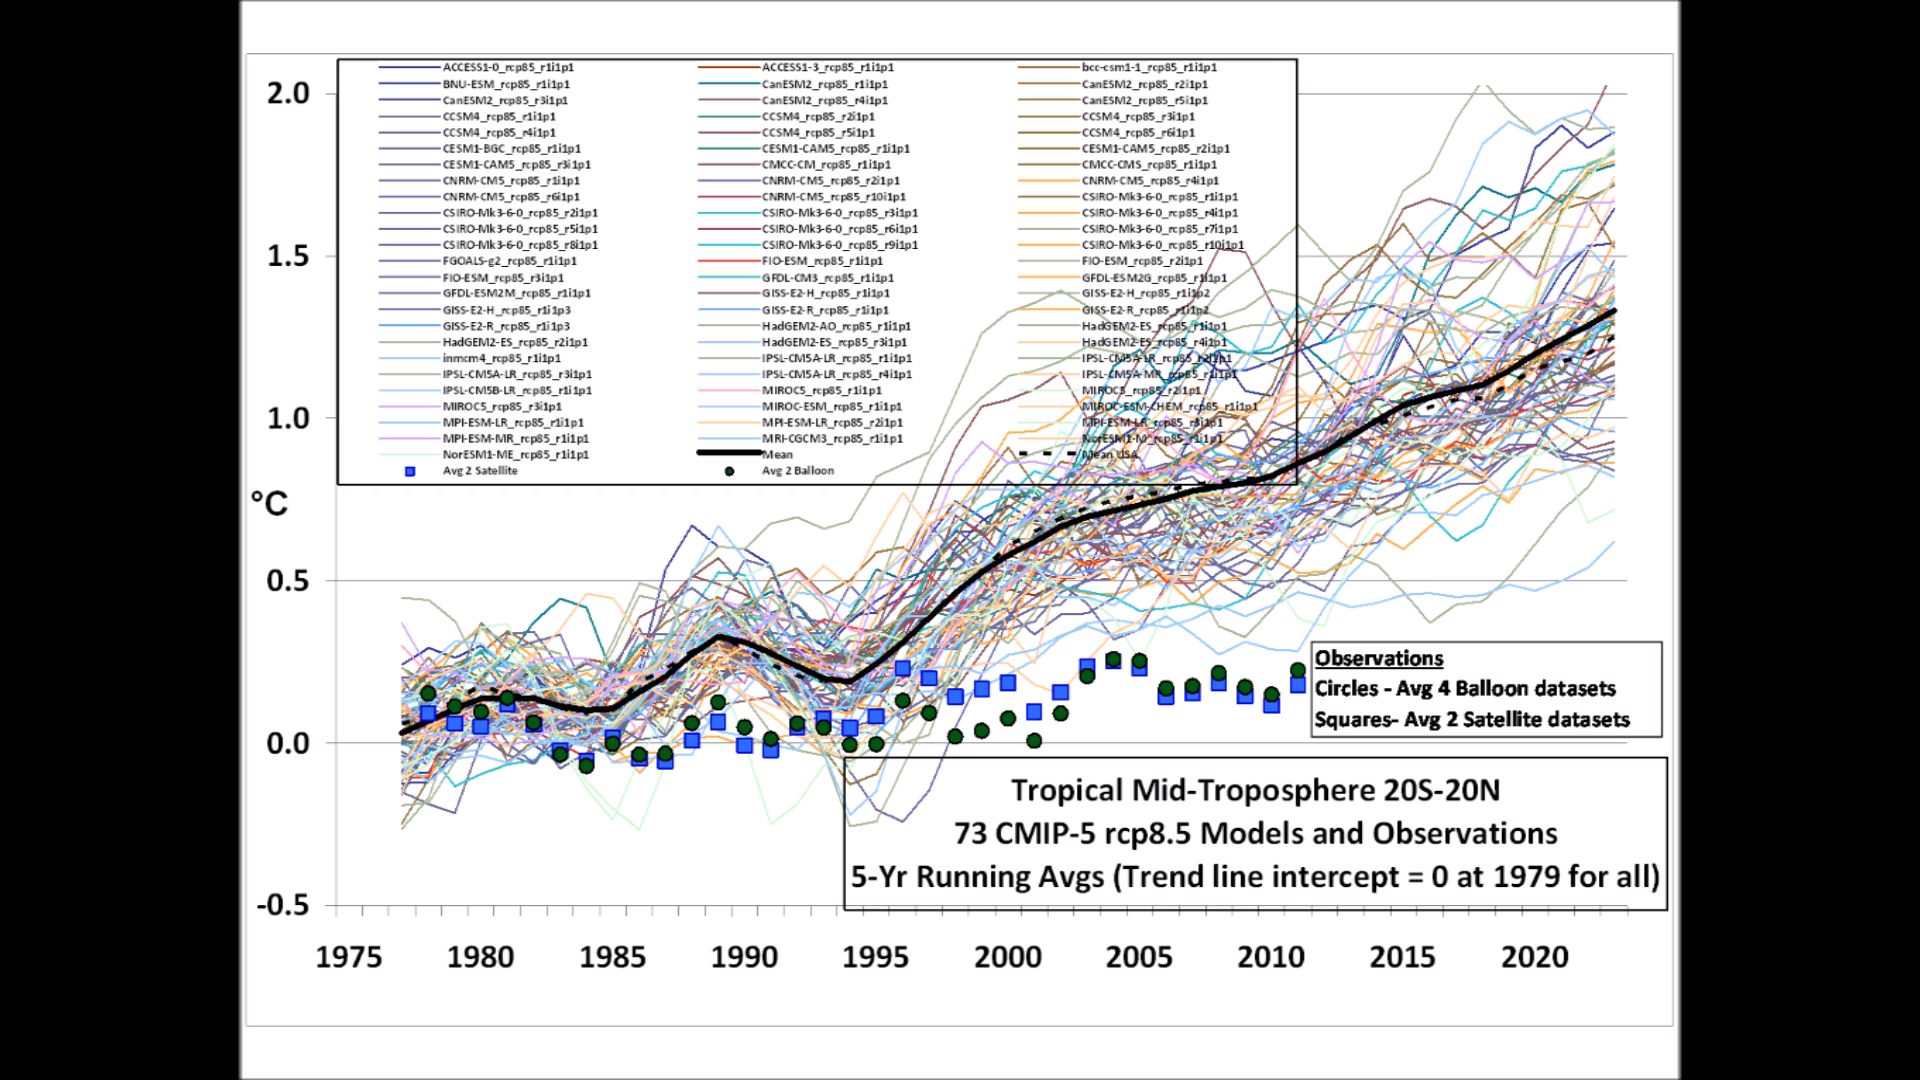 ACCESS1-0_rcp85_r1i1p1 ACCESS1-3_rcp85_r1i1p1 bcc-csm1-1_rcp85_r1i1p1
BNU-ESM_rcp85_r1i1p1 CanESM2_rcp85_r1i1p1 CanESM2_rcp85_r2i1p1
CanESM2_rcp85_r3i1p1 CanESM2_rcp85_r4i1p1 CanESM2_rcp85_r5i1p1
CCSM4_rcp85_r1i1p1 CCSM4_rcp85_r2i1p1 CCSM4_rcp85_r3i1p1
CCSM4_rcp85_r4i1p1 CCSM4_rcp85_r5i1p1 CCSM4_rcp85_r6i1p1
CESM1-BGC_rcp85_r1i1p1 CESM1-CAM5_rcp85_r1i1p1 CESM1-CAM5_rcp85_r2i1p1
CESM1-CAM5_rcp85_r3i1p1 CMCC-CM_rcp85_r1i1p1 CMCC-CMS_rcp85_r1i1p1
CNRM-CM5_rcp85_r1i1p1 CNRM-CM5_rcp85_r2i1p1 CNRM-CM5_rcp85_r4i1p1
CNRM-CM5_rcp85_r6i1p1 CNRM-CM5_rcp85_r10i1p1 CSIRO-Mk3-6-0_rcp85_r1i1p1
CSIRO-Mk3-6-0_rcp85_r2i1p1 CSIRO-Mk3-6-0_rcp85_r3i1p1 CSIRO-Mk3-6-0_rcp85_r4i1p1
CSIRO-Mk3-6-0_rcp85_r5i1p1 CSIRO-Mk3-6-0_rcp85_r6i1p1 CSIRO-Mk3-6-0_rcp85_r7i1p1
CSIRO-Mk3-6-0_rcp85_r8i1p1 CSIRO-Mk3-6-0_rcp85_r9i1p1 CSIRO-Mk3-6-0_rcp85_r10i1p1
FGOALS-g2_rcp85_r1i1p1 FIO-ESM_rcp85_r1i1p1 FIO-ESM_rcp85_r2i1p1
FIO-ESM_rcp85_r3i1p1 GFDL-CM3_rcp85_r1i1p1 GFDL-ESM2G_rcp85_r1i1p1
GFDL-ESM2M_rcp85_r1i1p1 GISS-E2-H_rcp85_r1i1p1 GISS-E2-H_rcp85_r1i1p2
GISS-E2-H_rcp85_r1i1p3 GISS-E2-R_rcp85_r1i1p1 GISS-E2-R_rcp85_r1i1p2
GISS-E2-R_rcp85_r1i1p3 HadGEM2-AO_rcp85_r1i1p1 HadGEM2-ES_rcp85_r1i1p1
HadGEM2-ES_rcp85_r2i1p1 HadGEM2-ES_rcp85_r3i1p1 HadGEM2-ES_rcp85_r4i1p1
inmcm4_rcp85_r1i1p1 IPSL-CM5A-LR_rcp85_r1i1p1 IPSL-CM5A-LR_rcp85_r2i1p1
IPSL-CM5A-LR_rcp85_r3i1p1 IPSL-CM5A-LR_rcp85_r4i1p1 IPSL-CM5A-MR_rcp85_r1i1p1
IPSL-CM5B-LR_rcp85_r1i1p1 MIROC5_rcp85_r1i1p1 MIROC5_rcp85_r2i1p1
MIROC5_rcp85_r3i1p1 MIROC-ESM_rcp85_r1i1p1 MIROC-ESM-CHEM_rcp85_r1i1p1
MPI-ESM-LR_rcp85_r1i1p1 MPI-ESM-LR_rcp85_r2i1p1 MPI-ESM-LR_rcp85_r3i1p1
MPI-ESM-MR_rcp85_r1i1p1 MRI-CGCM3_rcp85_r1i1p1 NorESM1-M_rcp85_r1i1p1
NorESM1-ME_rcp85_r1i1p1 Mean Mean USA
Avg 2 Satellite Avg 2 Balloon
2.0
1.5
1.0
°C
0.5
0.0
-0.5
Observations
Circles - Avg 4 Balloon datasets
Squares- Avg 2 Satellite datasets
Tropical Mid-Troposphere 20S-20N
73 CMIP-5 rcp8.5 Models and Observations
5-Yr Running Avgs (Trend line intercept = 0 at 1979 for all)
1975 1980 1985 1990 1995 2000 2005 2010 2015 2020